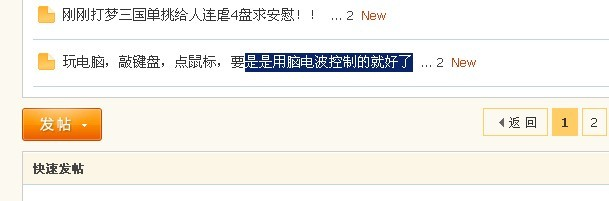 刚刚打梦三国单挑给人连虐4盘求安慰！！ ... 2 New
玩电脑，敲键盘，点鼠标，要是是用脑电波控制的就好了 ... 2 New
发帖 返回 1 2
快速发帖